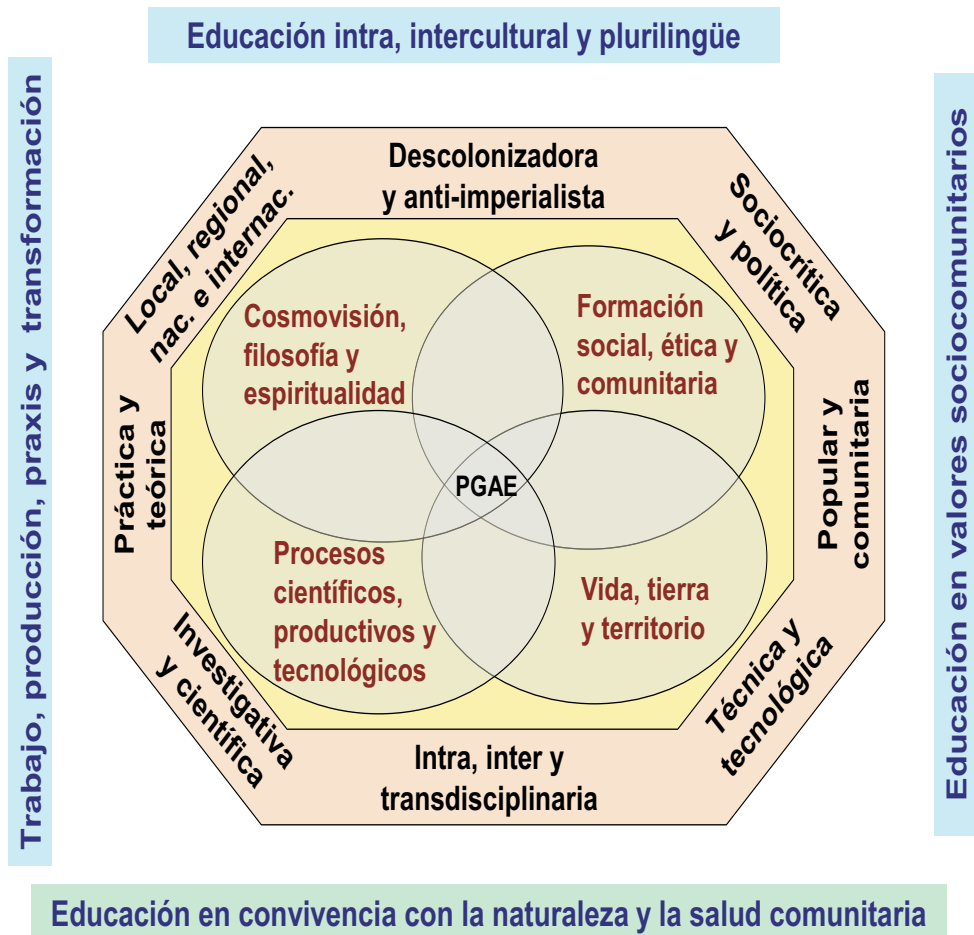 Educación intra, intercultural y plurilingüe
Trabajo, producción, praxis y transformación
Educación en valores sociocomunitarios
Local, regional,
nac. e internac.
Descolonizadora
y anti-imperialista
Sociocrítica
y política
Cosmovisión,
filosofía y
espiritualidad
Formación
social, ética y
comunitaria
Práctica y
teórica
PGAE
Popular y
comunitaria
Procesos
científicos,
productivos y
tecnológicos
Vida, tierra
y territorio
Investigativa
y científica
Intra, inter y
transdisciplinaria
Técnica y
tecnológica
Educación en convivencia con la naturaleza y la salud comunitaria